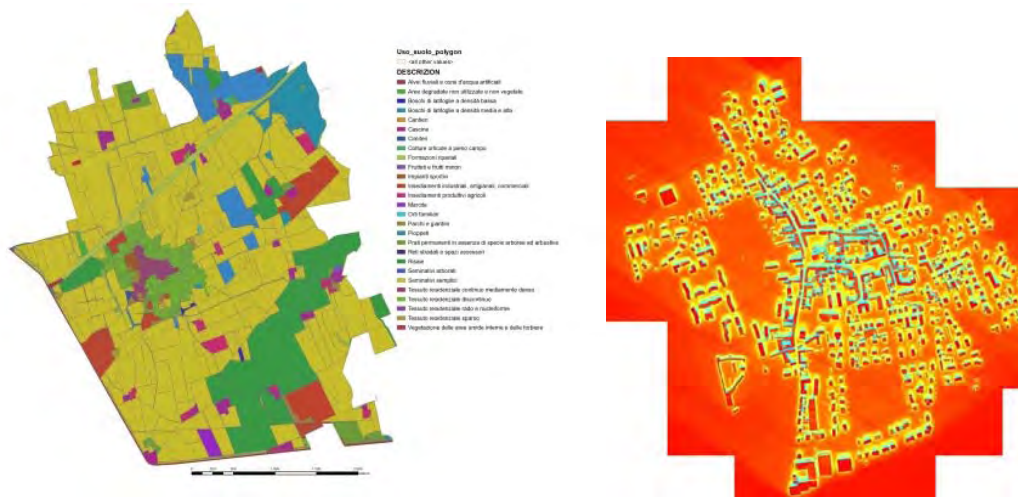 Uso_suolo_polygon
<all other values>
DESCRIZION
Alvei fluviali e corsi d'acqua artificiali
Aree degradate non utilizzate e non vegetate
Boschi di latifoglie a densità bassa
Boschi di latifoglie a densità media e alta
Cantieri
Cascine
Cimiteri
Colture orticole a pieno campo
Formazioni ripariali
Frutteti e frutti minori
Impianti sportivi
Insediamenti industriali, artigianali, commerciali
Insediamenti produttivi agricoli
Marcite
Orti familiari
Parchi e giardini
Pioppeti
Prati permanenti in assenza di specie arboree ed arbustive
Reti stradali e spazi accessori
Risaie
Seminativi arborati
Seminativi semplici
Tessuto residenziale continuo mediamente denso
Tessuto residenziale discontinuo
Tessuto residenziale rado e nucleiforme
Tessuto residenziale sparso
Vegetazione delle aree umide interne e delle torbiere